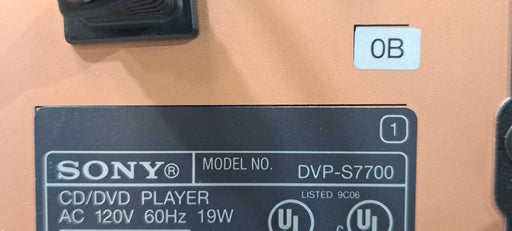 0B
1
SONY® MODEL NO. DVP-S7700
CD/DVD PLAYER LISTED 9C06
AC 120V 60Hz 19W UL c UL